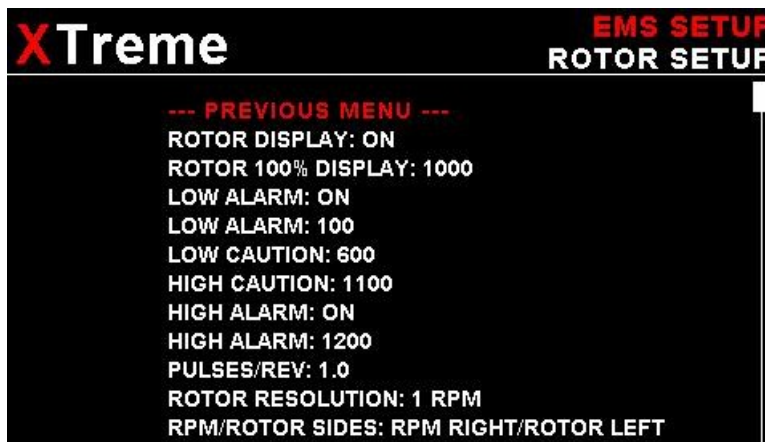 XTreme
EMS SETUP
ROTOR SETUP
--- PREVIOUS MENU ---
ROTOR DISPLAY: ON
ROTOR 100% DISPLAY: 1000
LOW ALARM: ON
LOW ALARM: 100
LOW CAUTION: 600
HIGH CAUTION: 1100
HIGH ALARM: ON
HIGH ALARM: 1200
PULSES/REV: 1.0
ROTOR RESOLUTION: 1 RPM
RPM/ROTOR SIDES: RPM RIGHT/ROTOR LEFT